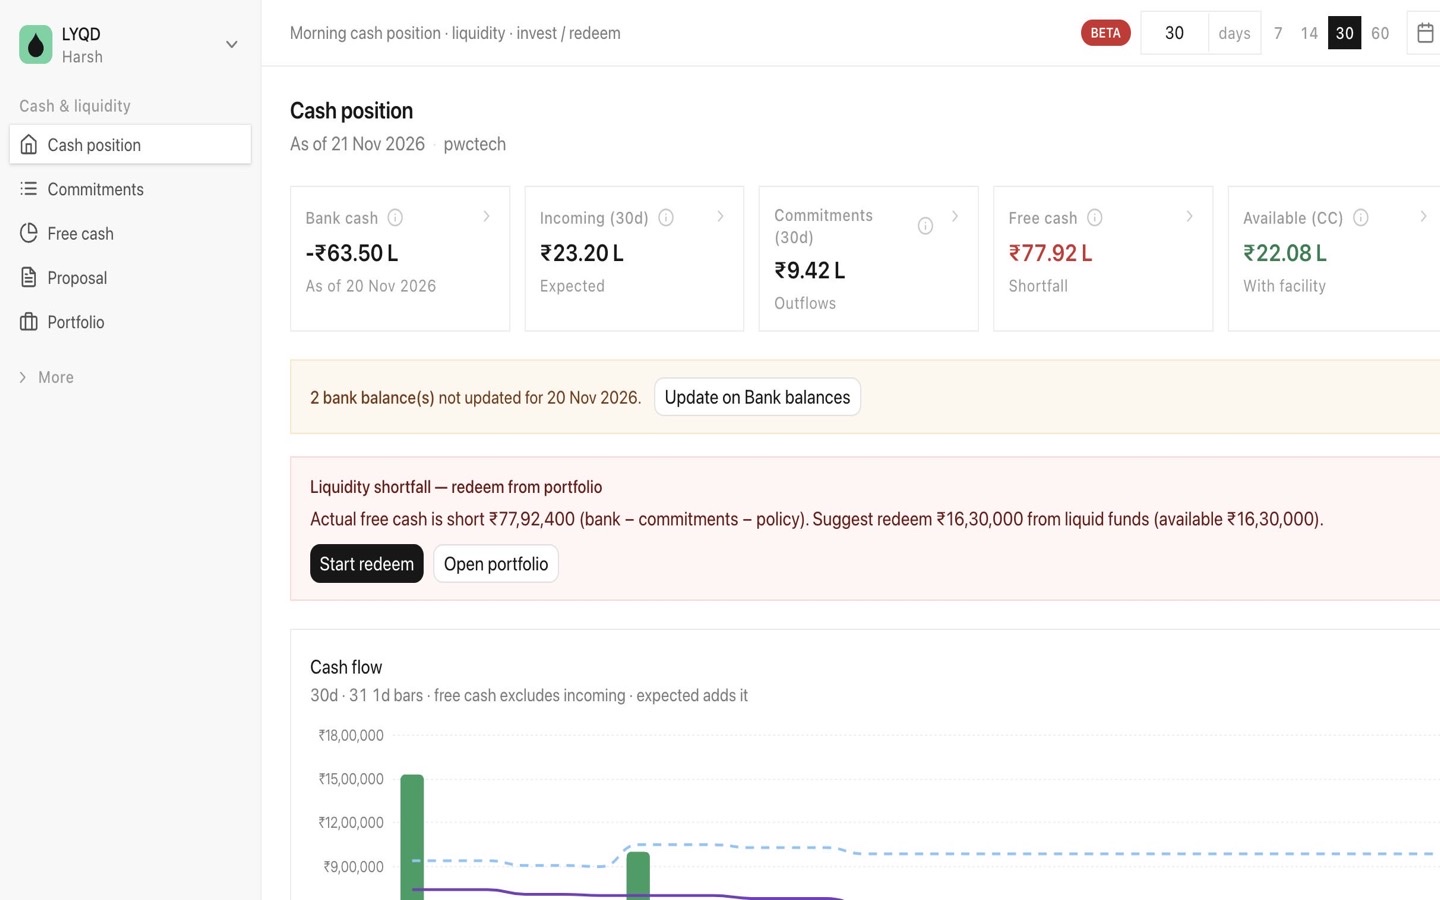 LYQD
Harsh
Cash & liquidity
Cash position
Commitments
Free cash
Proposal
Portfolio
More
Morning cash position · liquidity · invest / redeem
BETA
30 days 7 14 30 60
Cash position
As of 21 Nov 2026 · pwctech
Bank cash
-₹63.50 L
As of 20 Nov 2026
Incoming (30d)
₹23.20 L
Expected
Commitments
(30d)
₹9.42 L
Outflows
Free cash
₹77.92 L
Shortfall
Available (CC)
₹22.08 L
With facility
2 bank balance(s) not updated for 20 Nov 2026. Update on Bank balances
Liquidity shortfall — redeem from portfolio
Actual free cash is short ₹77,92,400 (bank – commitments – policy). Suggest redeem ₹16,30,000 from liquid funds (available ₹16,30,000).
Start redeem Open portfolio
Cash flow
30d · 31 1d bars · free cash excludes incoming · expected adds it
₹18,00,000
₹15,00,000
₹12,00,000
₹9,00,000